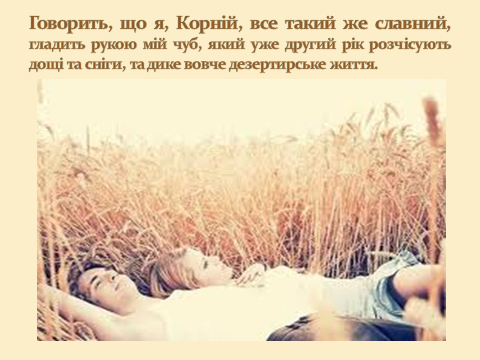 Говорить, що я, Корній, все такий же славний,
гладить рукою мій чуб, який уже другий рік розчісують
дощі та сніги, та дике вовче дезертирське життя.